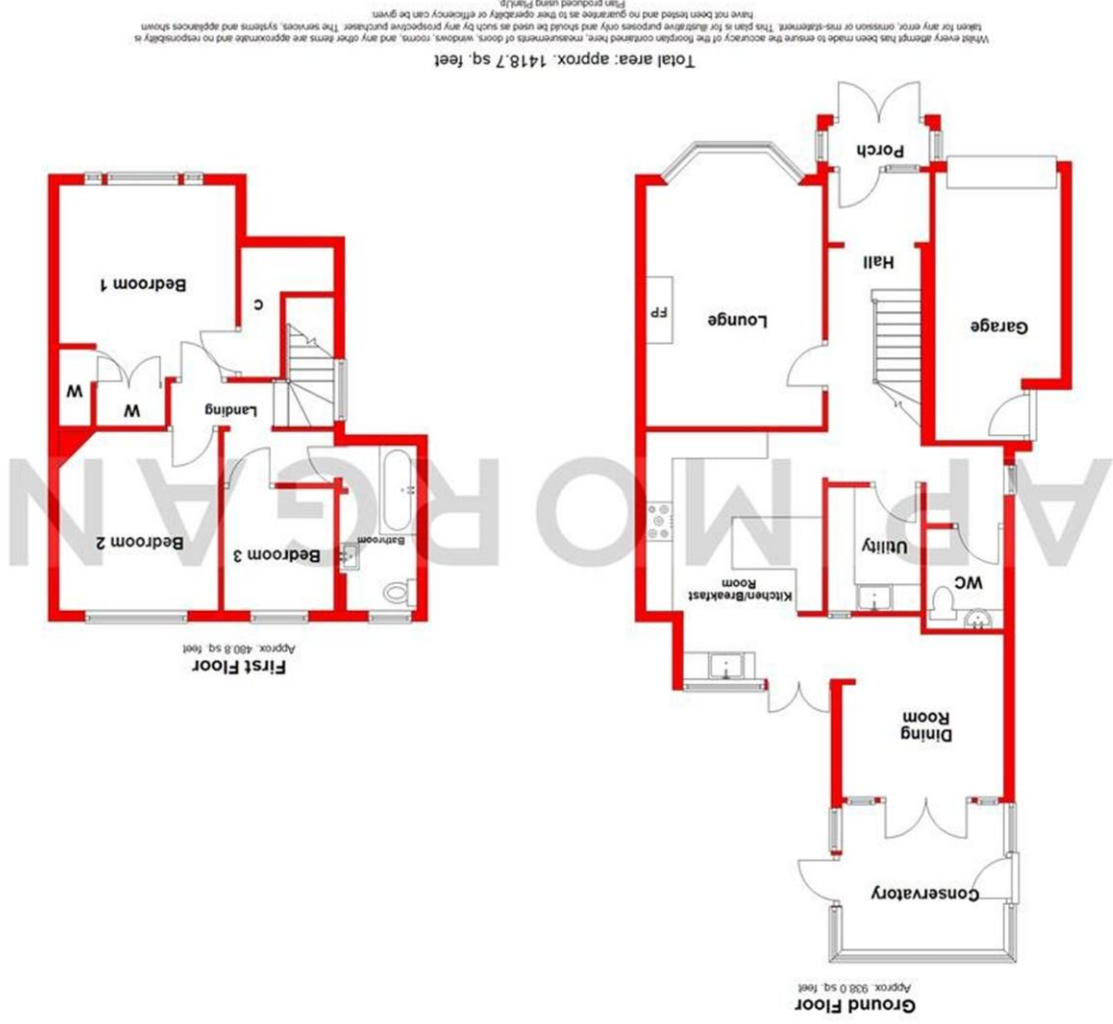 Ground Floor
Approx. 938.0 sq. feet
Conservatory
Dining
Room
WC
Utility
Kitchen/Breakfast
Room
Garage
Hall
Lounge
FP
Porch
First Floor
Approx. 480.8 sq. feet
Bathroom
Bedroom 3
Bedroom 2
Landing
W
W
C
Bedroom 1
AP MORGAN
Total area: approx. 1418.7 sq. feet
Whilst every attempt has been made to ensure the accuracy of the floorplan contained here, measurements of doors, windows, rooms, and any other items are approximate and no responsibility is
taken for any error, omission or mis-statement. This plan is for illustrative purposes only and should be used as such by any prospective purchaser. The services, systems and appliances shown
have not been tested and no guarantee as to their operability or efficiency can be given.
Plan produced using PlanUp.